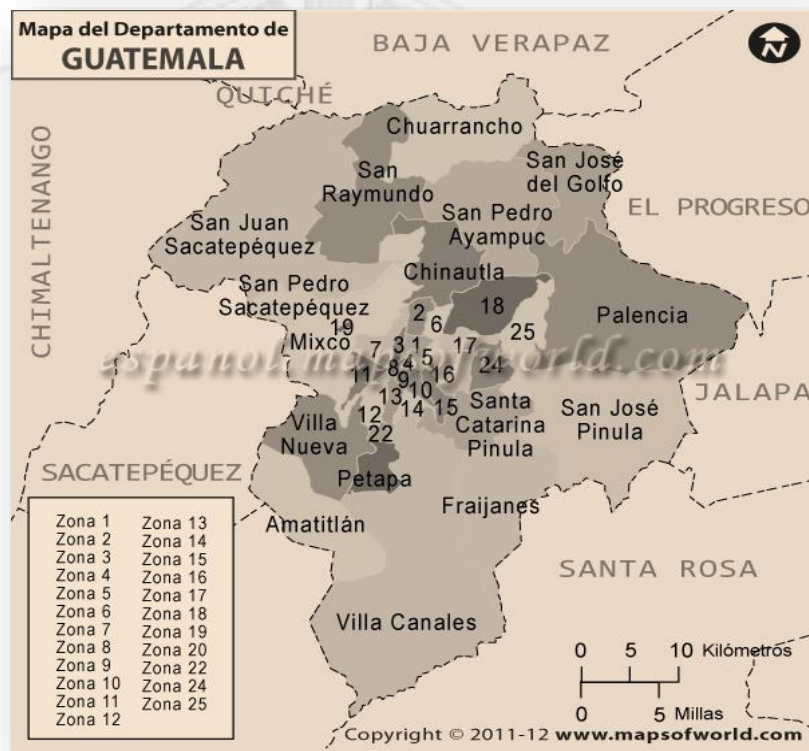 Mapa del Departamento de
GUATEMALA
BAJA VERAPAZ
N
QUICHÉ
CHIMALTENANGO
Chuarrancho
San
Raymundo
San José
del Golfo
EL PROGRESO
San Juan
Sacatepéquez
San Pedro
Ayampuc
Chinautla
San Pedro
Sacatepéquez
18
Palencia
2
6
19
25
Mixco
7
3
1
5
17
español.mapsofworld.com
11
8
4
9
16
24
JALAPA
13
10
12
14
15
22
Santa
Catarina
Pinula
San José
Pinula
Villa
Nueva
SACATEPÉQUEZ
Petapa
Amatitlán
Fraijanes
SANTA ROSA
Villa Canales
Zona 1
Zona 2
Zona 3
Zona 4
Zona 5
Zona 6
Zona 7
Zona 8
Zona 9
Zona 10
Zona 11
Zona 12
Zona 13
Zona 14
Zona 15
Zona 16
Zona 17
Zona 18
Zona 19
Zona 20
Zona 22
Zona 24
Zona 25
0 5 10 Kilómetros
0 5 Millas
Copyright © 2011-12 www.mapsofworld.com